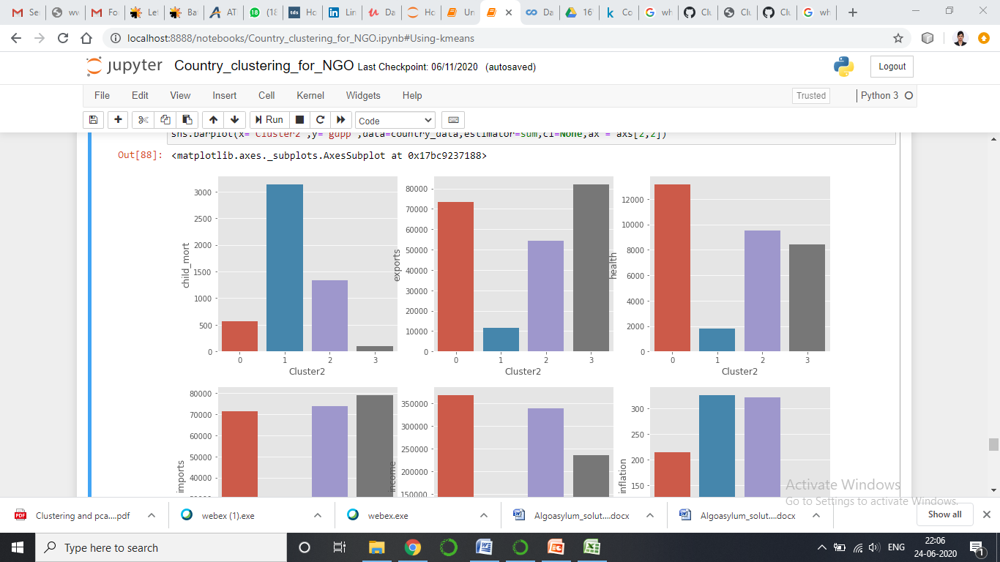 Se
wv
Fo
Le
Ba
AT
(18
Ho
Lin
Da
Ho
Un
Da
16
Co
wh
Clu
Clu
Clu
wh
localhost:8888/notebooks/Country_clustering_for_NGO.ipynb#Using-kmeans
jupyter Country_clustering_for_NGO Last Checkpoint: 06/11/2020 (autosaved)
Logout
File Edit View Insert Cell Kernel Widgets Help
Trusted
Python 3
Run
Code
sns.barplot(x='Cluster2',y='gdpp',data=country_data,estimator=sum,ci=None,ax = axs[2,2])
Out[88]: <matplotlib.axes._subplots.AxesSubplot at 0x17bc9237188>
child_mort
3000
2500
2000
1500
1000
500
0
0 1 2 3
Cluster2
exports
80000
70000
60000
50000
40000
30000
20000
10000
0
0 1 2 3
Cluster2
health
12000
10000
8000
6000
4000
2000
0
0 1 2 3
Cluster2
imports
80000
70000
60000
50000
40000
income
350000
300000
250000
200000
150000
inflation
300
250
200
150
Activate Windows
Go to Settings to activate Windows.
Clustering and pca....pdf
webex (1).exe
webex.exe
Algoasylum_solut....docx
Algoasylum_solut....docx
Show all
Type here to search
ENG
22:06
24-06-2020
1